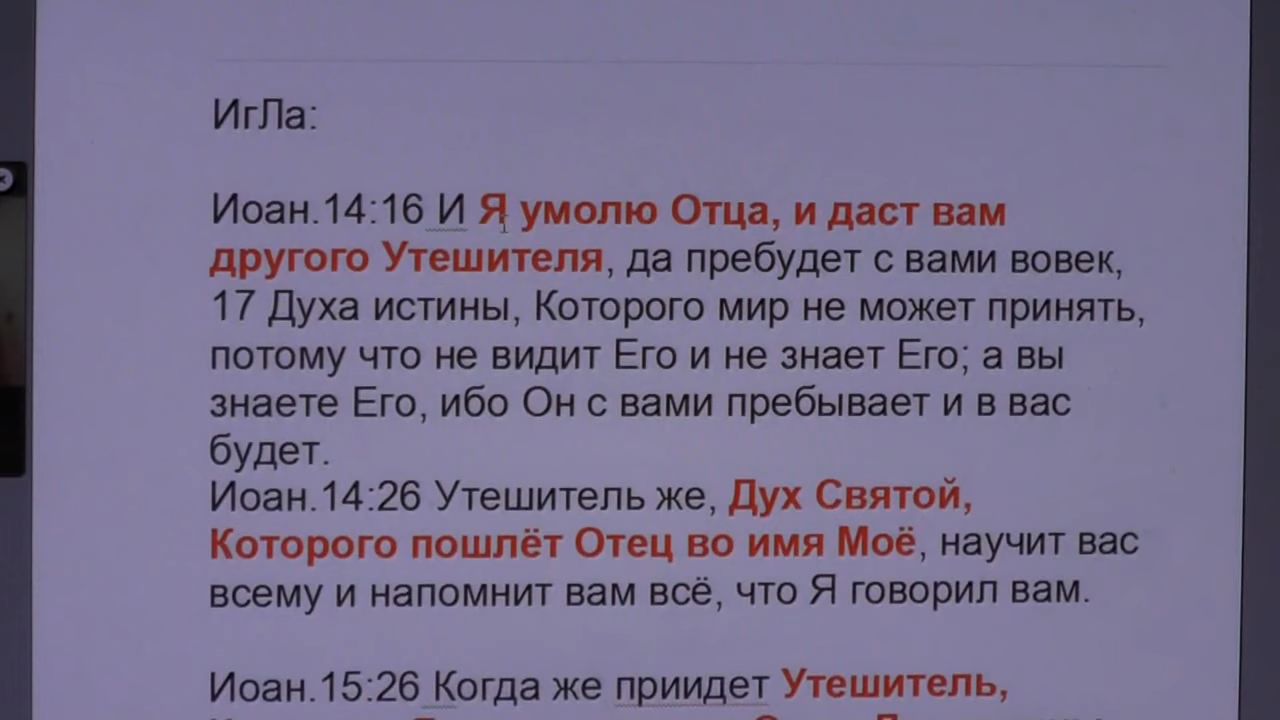 ИгЛа:
Иоан.14:16 И Я умолю Отца, и даст вам
другого Утешителя, да пребудет с вами вовек,
17 Духа истины, Которого мир не может принять,
потому что не видит Его и не знает Его; а вы
знаете Его, ибо Он с вами пребывает и в вас
будет.
Иоан.14:26 Утешитель же, Дух Святой,
Которого пошлёт Отец во имя Моё, научит вас
всему и напомнит вам всё, что Я говорил вам.
Иоан.15:26 Когда же приидет Утешитель,